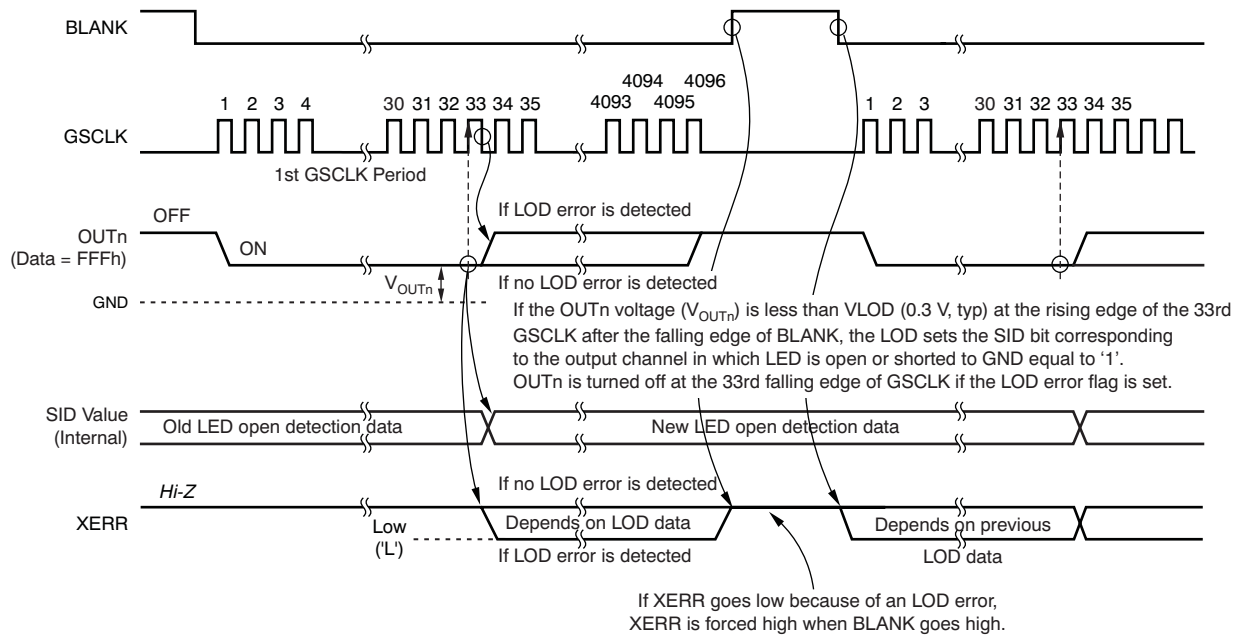 BLANK
4094 4096
1 2 3 4 30 31 32 33 34 35 4093 4095 1 2 3 30 31 32 33 34 35
GSCLK
1st GSCLK Period
OFF
If LOD error is detected
OUTn
(Data = FFFh)
ON
If no LOD error is detected
VOUTn
GND
If the OUTn voltage (VOUTn) is less than VLOD (0.3 V, typ) at the rising edge of the 33rd
GSCLK after the falling edge of BLANK, the LOD sets the SID bit corresponding
to the output channel in which LED is open or shorted to GND equal to ‘1’.
OUTn is turned off at the 33rd falling edge of GSCLK if the LOD error flag is set.
SID Value
(Internal)
Old LED open detection data
New LED open detection data
Hi-Z
If no LOD error is detected
XERR
Low
('L')
Depends on LOD data
If LOD error is detected
Depends on previous
LOD data
If XERR goes low because of an LOD error,
XERR is forced high when BLANK goes high.